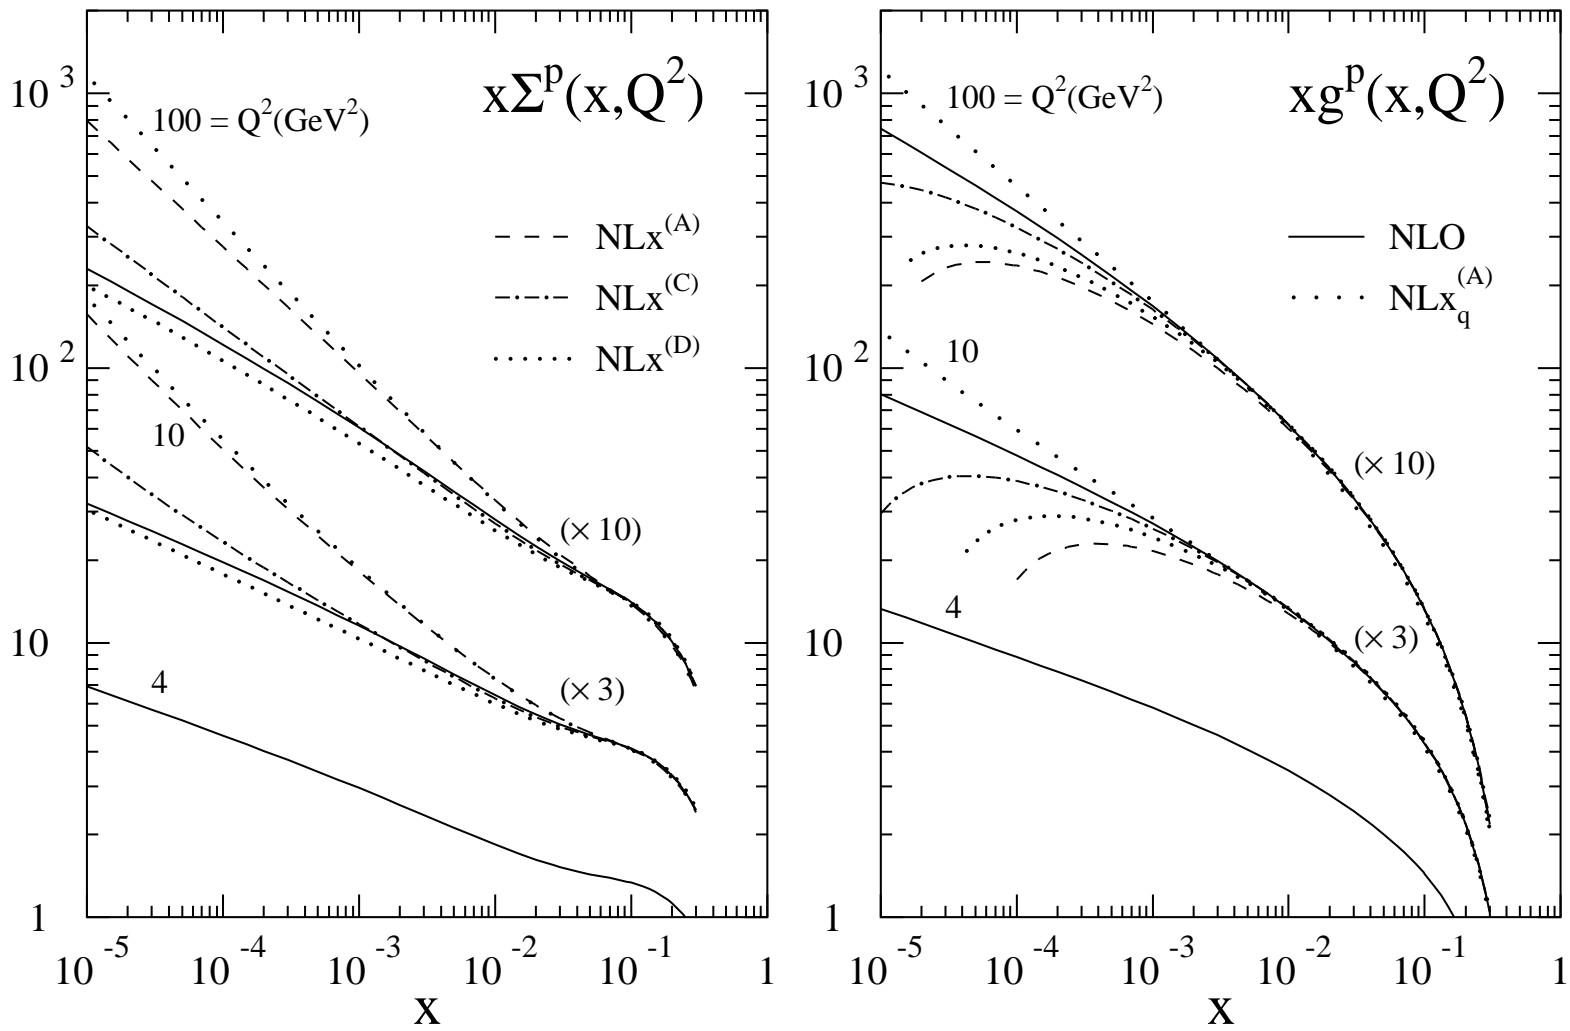 xΣ^p(x,Q^2)
100 = Q^2(GeV^2)
NLx^(A)
NLx^(C)
NLx^(D)
10
(× 10)
(× 3)
4
10^3
10^2
10
1
10^-5 10^-4 10^-3 10^-2 10^-1 1
x
xg^p(x,Q^2)
100 = Q^2(GeV^2)
NLO
NLx_q^(A)
10
(× 10)
4
(× 3)
10^3
10^2
10
1
10^-5 10^-4 10^-3 10^-2 10^-1 1
x